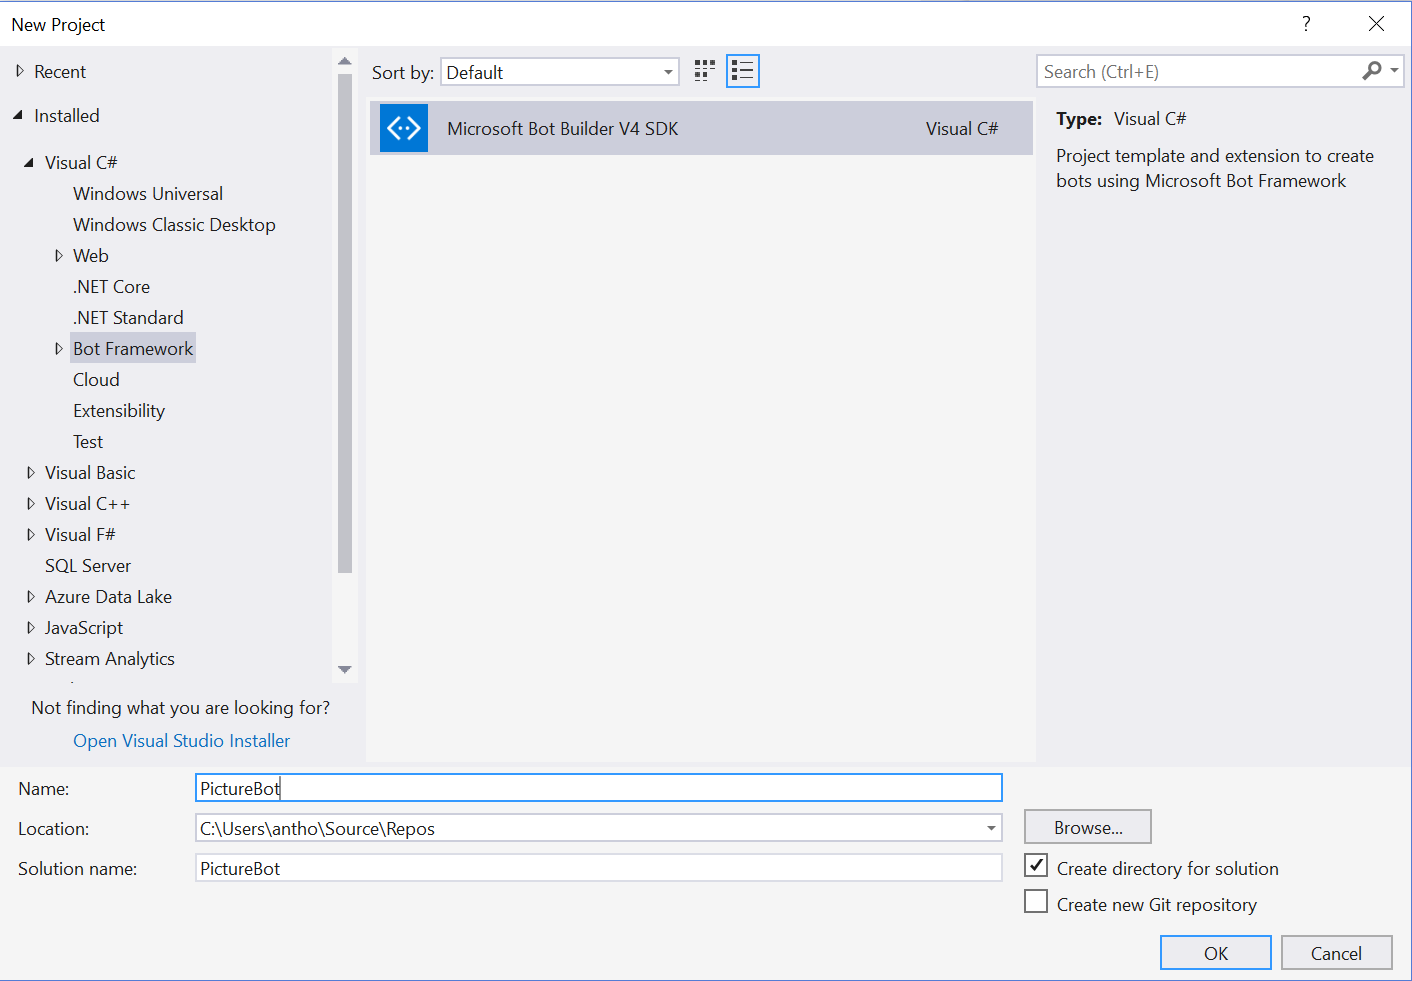 New Project
?
Recent
Installed
Visual C#
Windows Universal
Windows Classic Desktop
Web
.NET Core
.NET Standard
Bot Framework
Cloud
Extensibility
Test
Visual Basic
Visual C++
Visual F#
SQL Server
Azure Data Lake
JavaScript
Stream Analytics
Not finding what you are looking for?
Open Visual Studio Installer
Sort by: Default
Microsoft Bot Builder V4 SDK Visual C#
Search (Ctrl+E)
Type: Visual C#
Project template and extension to create
bots using Microsoft Bot Framework
Name: PictureBot
Location: C:\Users\antho\Source\Repos
Browse...
Solution name: PictureBot
Create directory for solution
Create new Git repository
OK Cancel